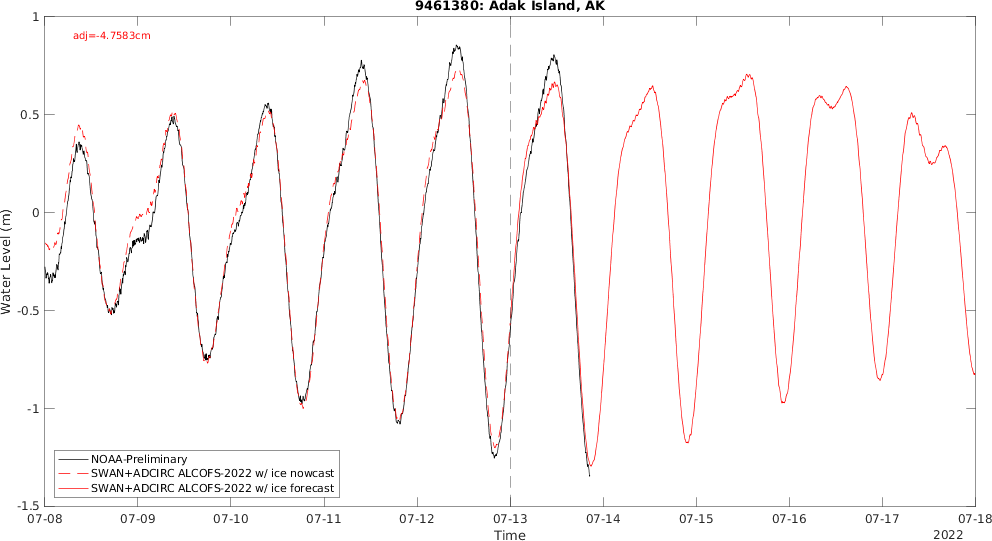 9461380: Adak Island, AK
adj=-4.7583cm
1
0.5
0
-0.5
-1
-1.5
Water Level (m)
NOAA-Preliminary
SWAN+ADCIRC ALCOFS-2022 w/ ice nowcast
SWAN+ADCIRC ALCOFS-2022 w/ ice forecast
07-08 07-09 07-10 07-11 07-12 07-13 07-14 07-15 07-16 07-17 07-18
Time
2022